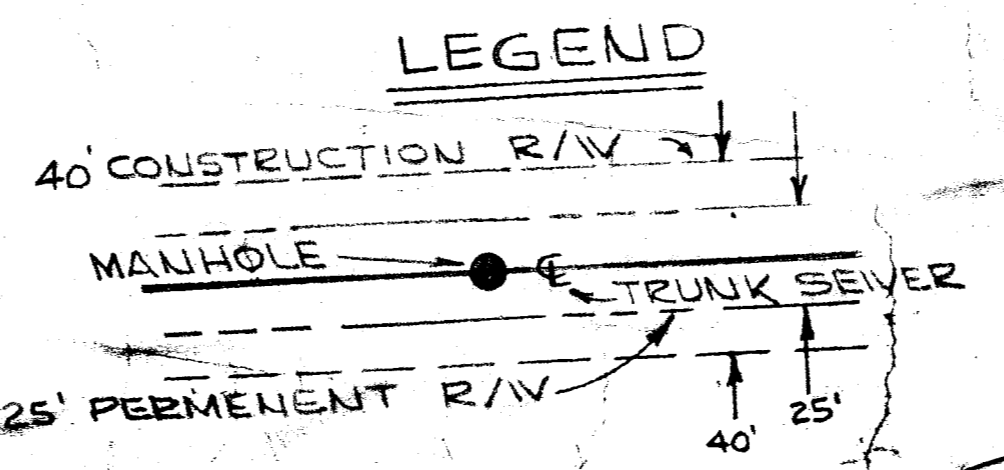 LEGEND
40' CONSTRUCTION R/W
MANHOLE
℄ TRUNK SEWER
25' PERMENENT R/W
25'
40'